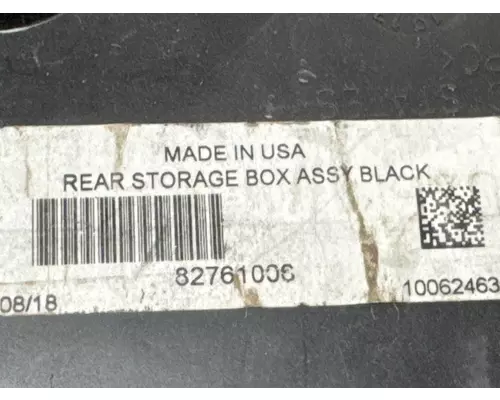 MADE IN USA
REAR STORAGE BOX ASSY BLACK
82761006
08/18
10062463